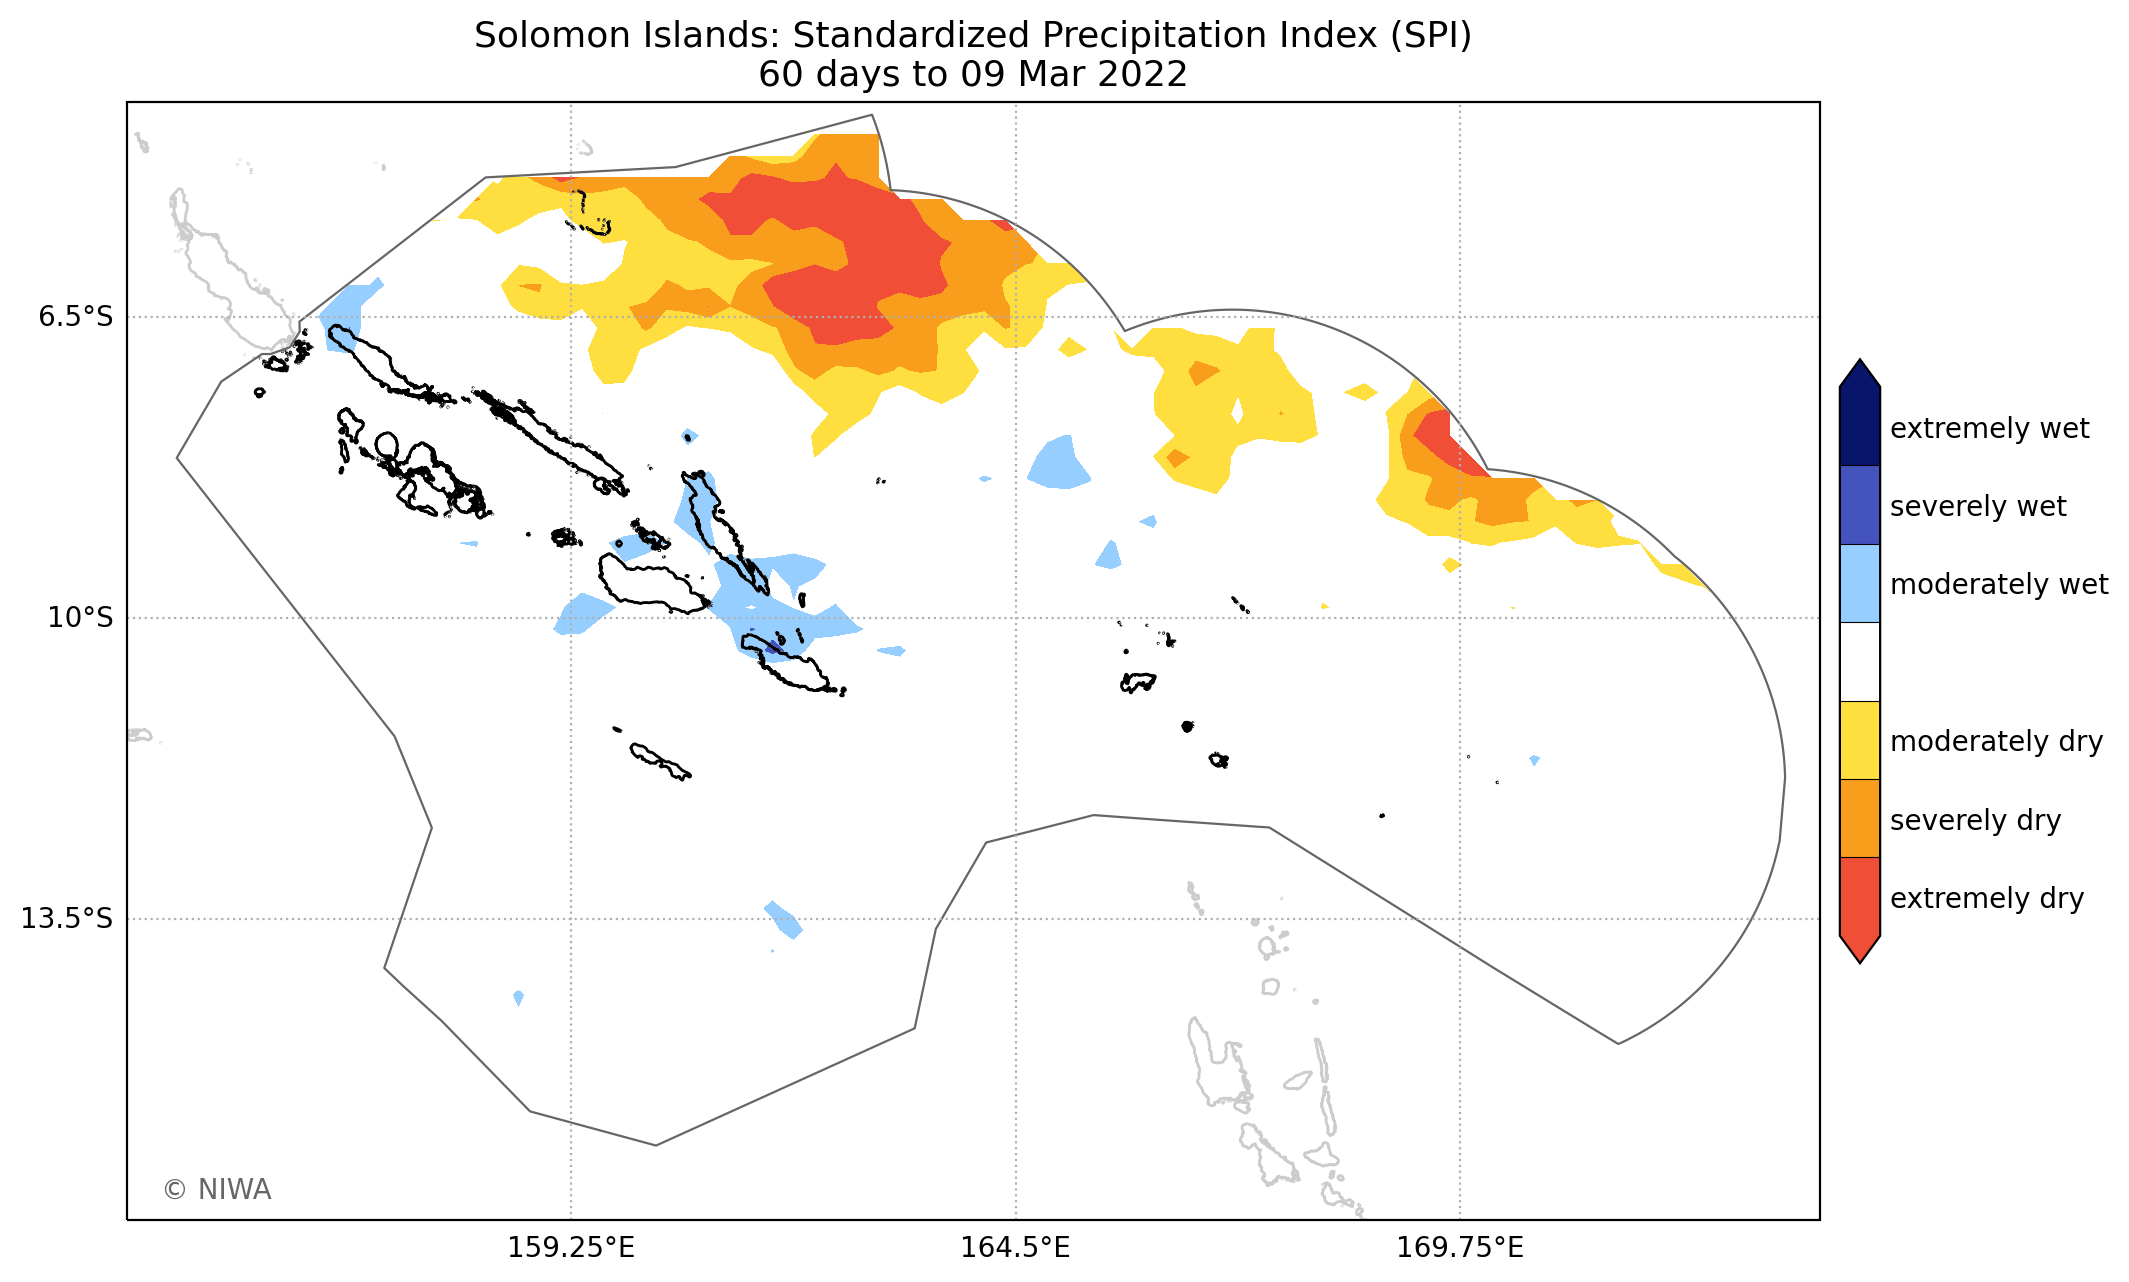 Solomon Islands: Standardized Precipitation Index (SPI)
60 days to 09 Mar 2022
6.5°S
10°S
13.5°S
159.25°E
164.5°E
169.75°E
extremely wet
severely wet
moderately wet
moderately dry
severely dry
extremely dry
© NIWA